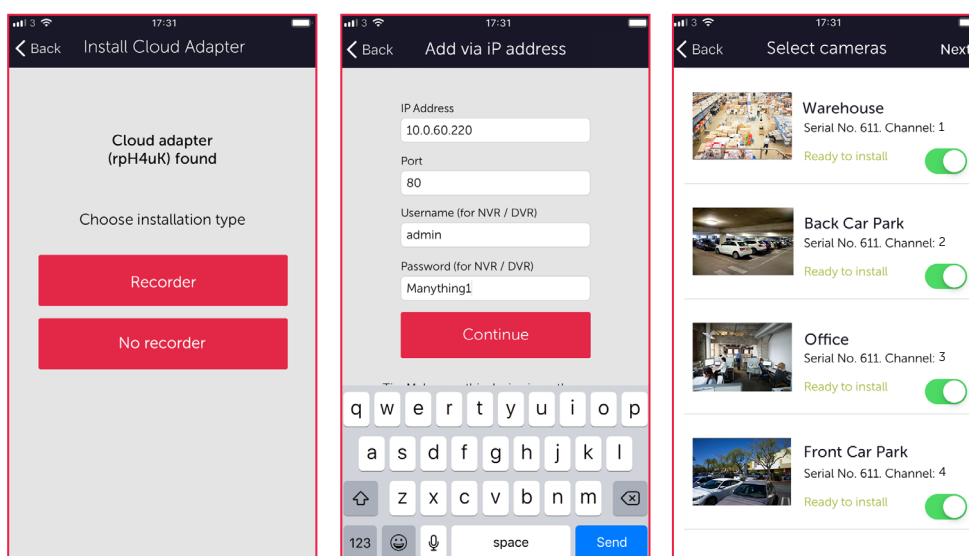 3
17:31
Back
Install Cloud Adapter
Cloud adapter
(rpH4uK) found
Choose installation type
Recorder
No recorder
3
17:31
Back
Add via iP address
IP Address
10.0.60.220
Port
80
Username (for NVR / DVR)
admin
Password (for NVR / DVR)
Manything1
Continue
q w e r t y u i o p
a s d f g h j k l
z x c v b n m
123
space
Send
3
17:31
Back
Select cameras
Next
Warehouse
Serial No. 611. Channel: 1
Ready to install
Back Car Park
Serial No. 611. Channel: 2
Ready to install
Office
Serial No. 611. Channel: 3
Ready to install
Front Car Park
Serial No. 611. Channel: 4
Ready to install